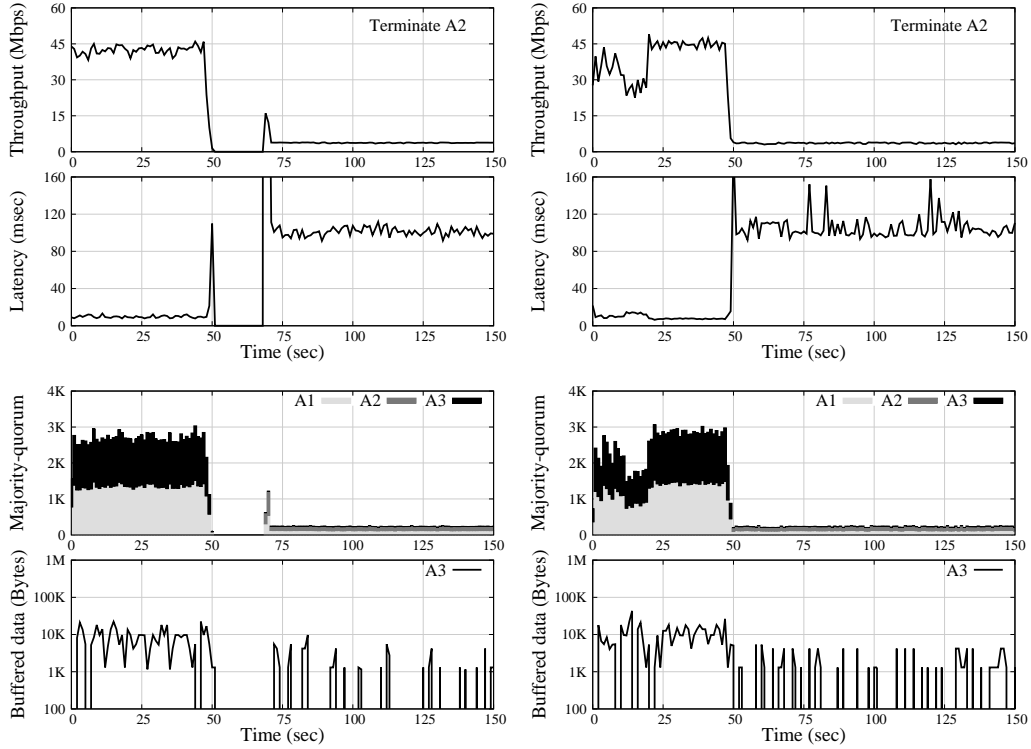 Throughput (Mbps)
60
45
30
15
0
Terminate A2
0 25 50 75 100 125 150
Latency (msec)
160
120
80
40
0
0 25 50 75 100 125 150
Time (sec)
Throughput (Mbps)
60
45
30
15
0
Terminate A2
0 25 50 75 100 125 150
Latency (msec)
160
120
80
40
0
0 25 50 75 100 125 150
Time (sec)
Majority-quorum
4K
3K
2K
1K
0
A1 A2 A3
0 25 50 75 100 125 150
Buffered data (Bytes)
1M
100K
10K
1K
100
A3
0 25 50 75 100 125 150
Time (sec)
Majority-quorum
4K
3K
2K
1K
0
A1 A2 A3
0 25 50 75 100 125 150
Buffered data (Bytes)
1M
100K
10K
1K
100
A3
0 25 50 75 100 125 150
Time (sec)